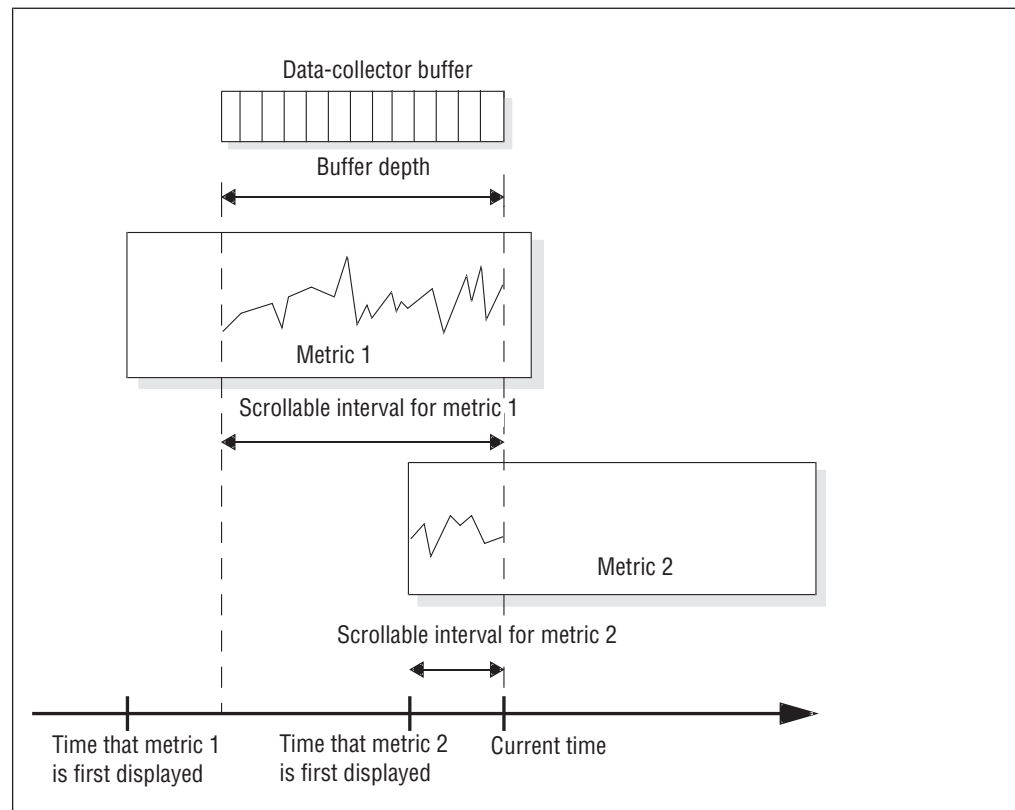 Data-collector buffer
Buffer depth
Metric 1
Scrollable interval for metric 1
Metric 2
Scrollable interval for metric 2
Time that metric 1
is first displayed
Time that metric 2
is first displayed
Current time